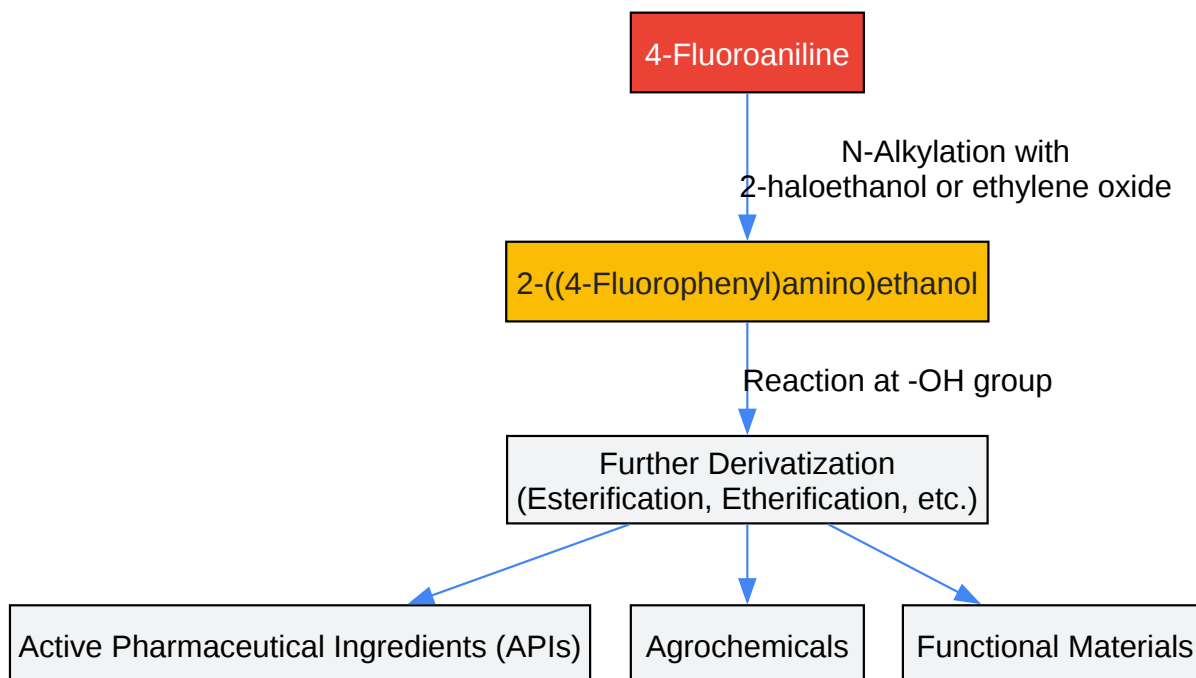 4-Fluoroaniline
N-Alkylation with
2-haloethanol or ethylene oxide
2-((4-Fluorophenyl)amino)ethanol
Reaction at -OH group
Further Derivatization
(Esterification, Etherification, etc.)
Active Pharmaceutical Ingredients (APIs)
Agrochemicals
Functional Materials